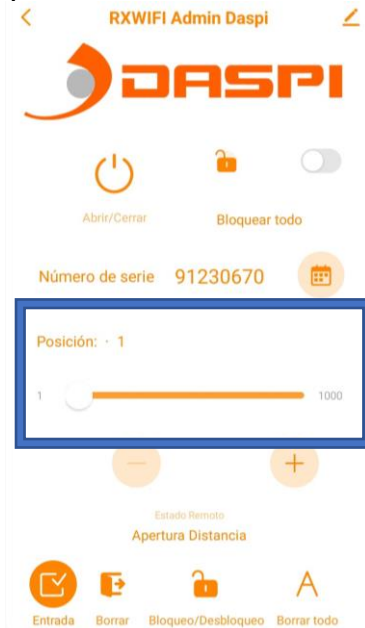 RXWIFI Admin Daspi
DASPI
Abrir/Cerrar
Bloquear todo
Número de serie 91230670
Posición: · 1
1 1000
Estado Remoto
Apertura Distancia
Entrada Borrar Bloqueo/Desbloqueo Borrar todo